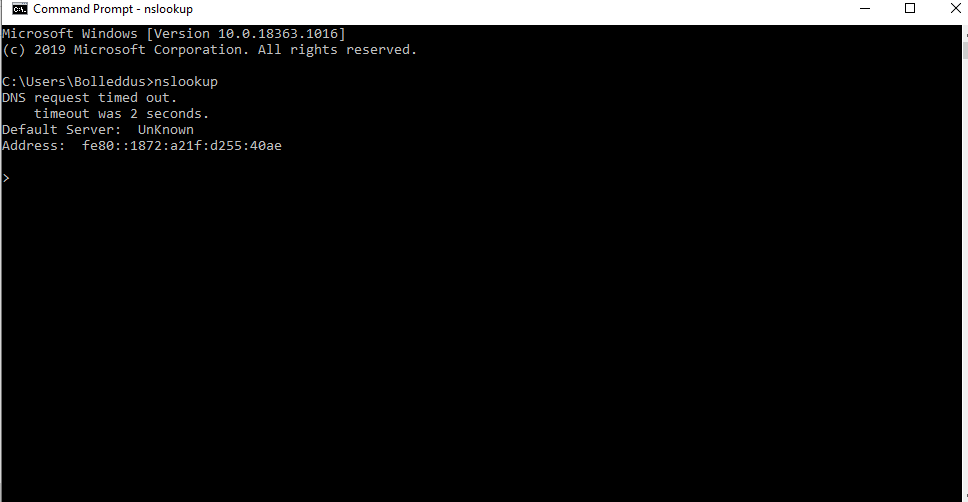 Command Prompt - nslookup
Microsoft Windows [Version 10.0.18363.1016]
(c) 2019 Microsoft Corporation. All rights reserved.
C:\Users\Bolleddus>nslookup
DNS request timed out.
    timeout was 2 seconds.
Default Server:  UnKnown
Address:  fe80::1872:a21f:d255:40ae
>